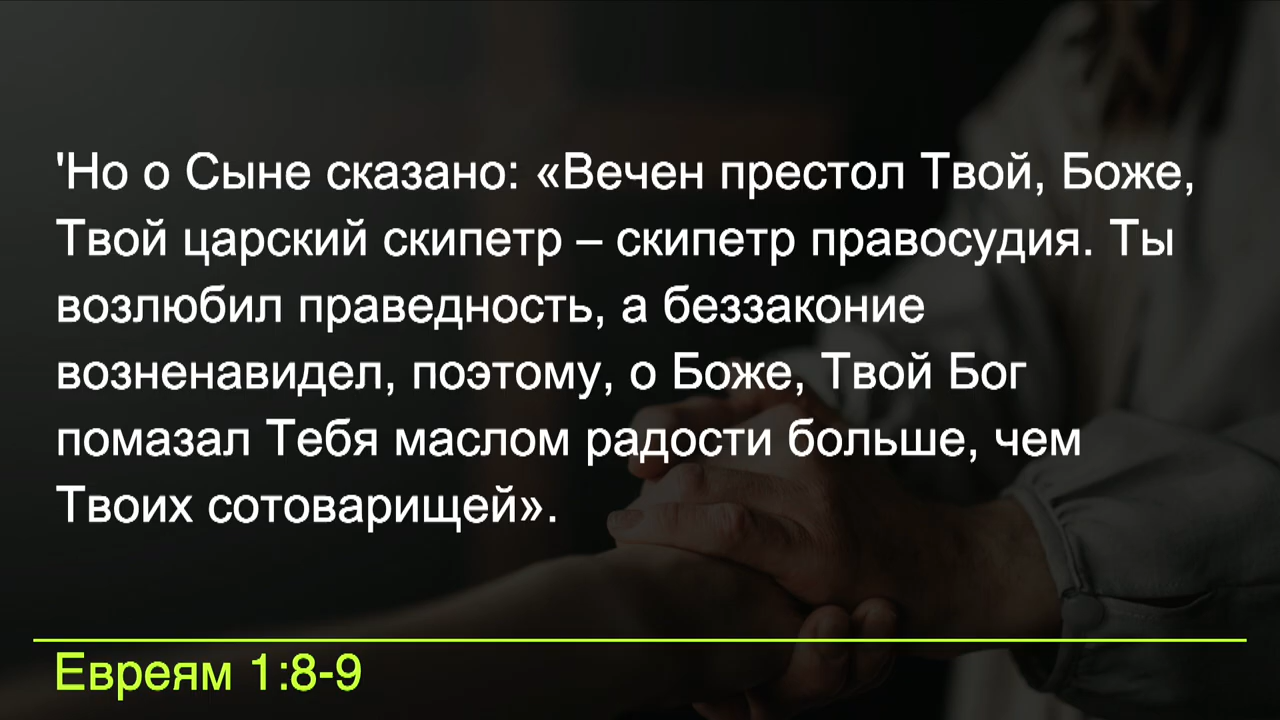 'Но о Сыне сказано: «Вечен престол Твой, Боже,
Твой царский скипетр – скипетр правосудия. Ты
возлюбил праведность, а беззаконие
возненавидел, поэтому, о Боже, Твой Бог
помазал Тебя маслом радости больше, чем
Твоих сотоварищей».
Евреям 1:8-9